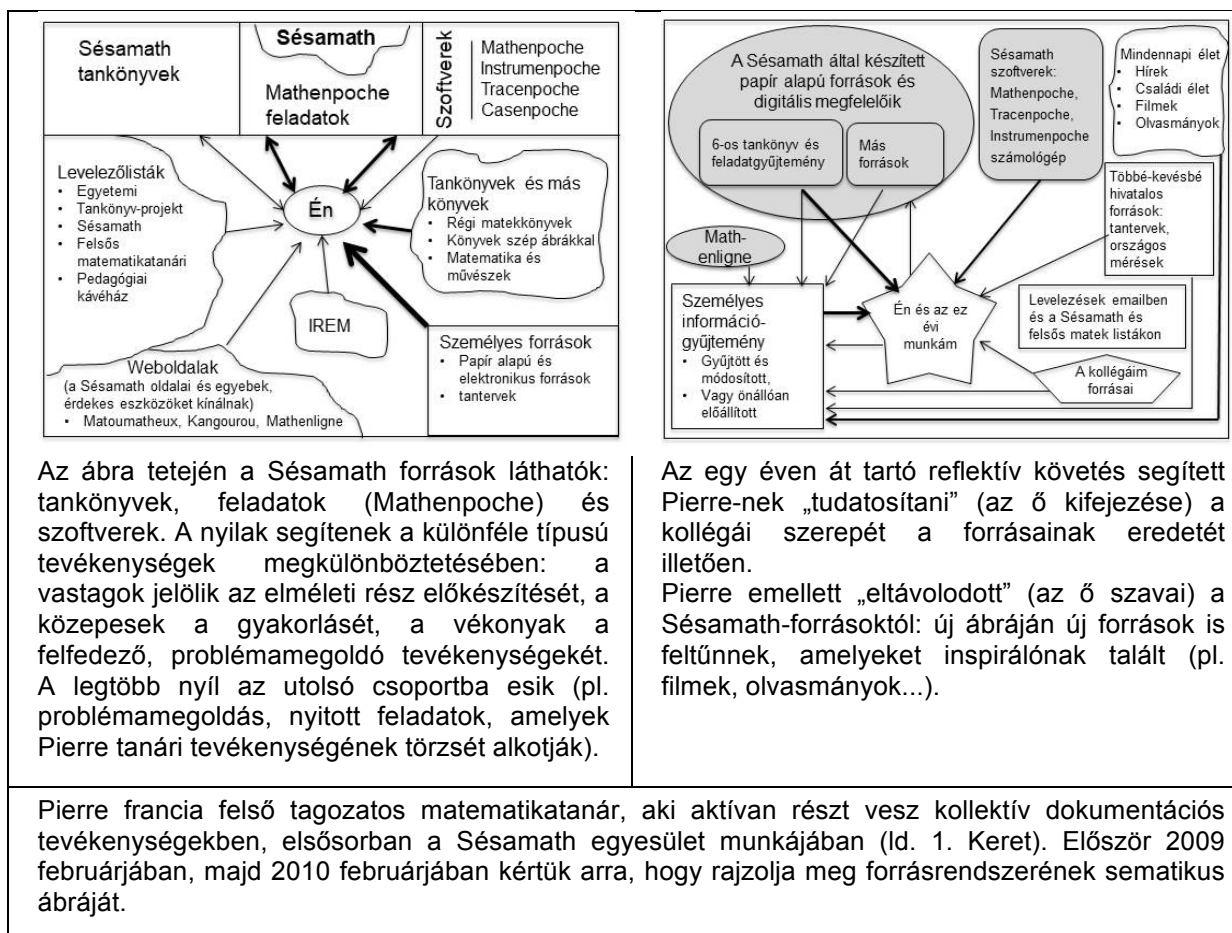 Sésamath
tankönyvek
Sésamath
Mathenpoche
feladatok
Szoftverek
Mathenpoche
Instrumenpoche
Tracenpoche
Casenpoche
Levelezőlisták
• Egyetemi
• Tankönyv-projekt
• Sésamath
• Felsős
matematikatanári
• Pedagógiai
kávéház
Én
Tankönyvek és más
könyvek
• Régi matekkönyvek
• Könyvek szép ábrákkal
• Matematika és
művészek
IREM
Weboldalak
(a Sésamath oldalai és egyebek,
érdekes eszközöket kínálnak)
• Matoumatheux, Kangourou, Mathenligne
Személyes források
• Papír alapú és
elektronikus források
• tantervek
A Sésamath által készített
papír alapú források és
digitális megfelelőik
6-os tankönyv és
feladatgyűjtemény
Más
források
Sésamath
szoftverek:
Mathenpoche,
Tracenpoche,
Instrumenpoche
számológép
Mindennapi élet
• Hírek
• Családi élet
• Filmek
• Olvasmányok
Többé-kevésbé
hivatalos
források:
tantervek,
országos
mérések
Math-
enligne
Személyes
információ-
gyűjtemény
• Gyűjtött és
módosított,
• Vagy önállóan
előállított
Én és az ez
évi
munkám
Levelezések emailben
és a Sésamath és
felsős matek listákon
A kollégáim
forrásai
Az ábra tetején a Sésamath források láthatók:
tankönyvek, feladatok (Mathenpoche) és
szoftverek. A nyilak segítenek a különféle típusú
tevékenységek megkülönböztetésében: a
vastagok jelölik az elméleti rész előkészítését, a
közepesek a gyakorlásét, a vékonyak a
felfedező, problémamegoldó tevékenységekét.
A legtöbb nyíl az utolsó csoportba esik (pl.
problémamegoldás, nyitott feladatok, amelyek
Pierre tanári tevékenységének törzsét alkotják).
Az egy éven át tartó reflektív követés segített
Pierre-nek „tudatosítani” (az ő kifejezése) a
kollégái szerepét a forrásainak eredetét
illetően.
Pierre emellett „eltávolodott” (az ő szavai) a
Sésamath-forrásoktól: új ábráján új források is
feltűnnek, amelyeket inspirálónak talált (pl.
filmek, olvasmányok...).
Pierre francia felső tagozatos matematikatanár, aki aktívan részt vesz kollektív dokumentációs
tevékenységekben, elsősorban a Sésamath egyesület munkájában (ld. 1. Keret). Először 2009
februárjában, majd 2010 februárjában kértük arra, hogy rajzolja meg forrásrendszerének sematikus
ábráját.